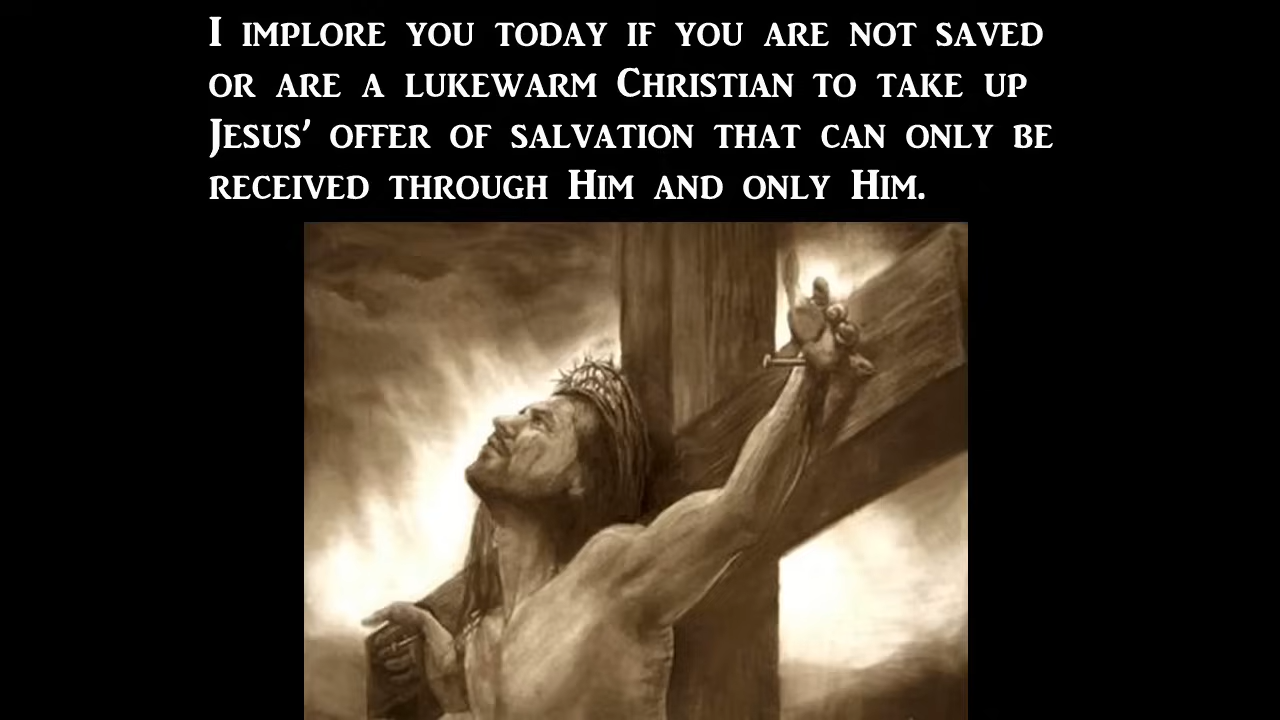 I implore you today if you are not saved
or are a lukewarm Christian to take up
Jesus’ offer of salvation that can only be
received through Him and only Him.